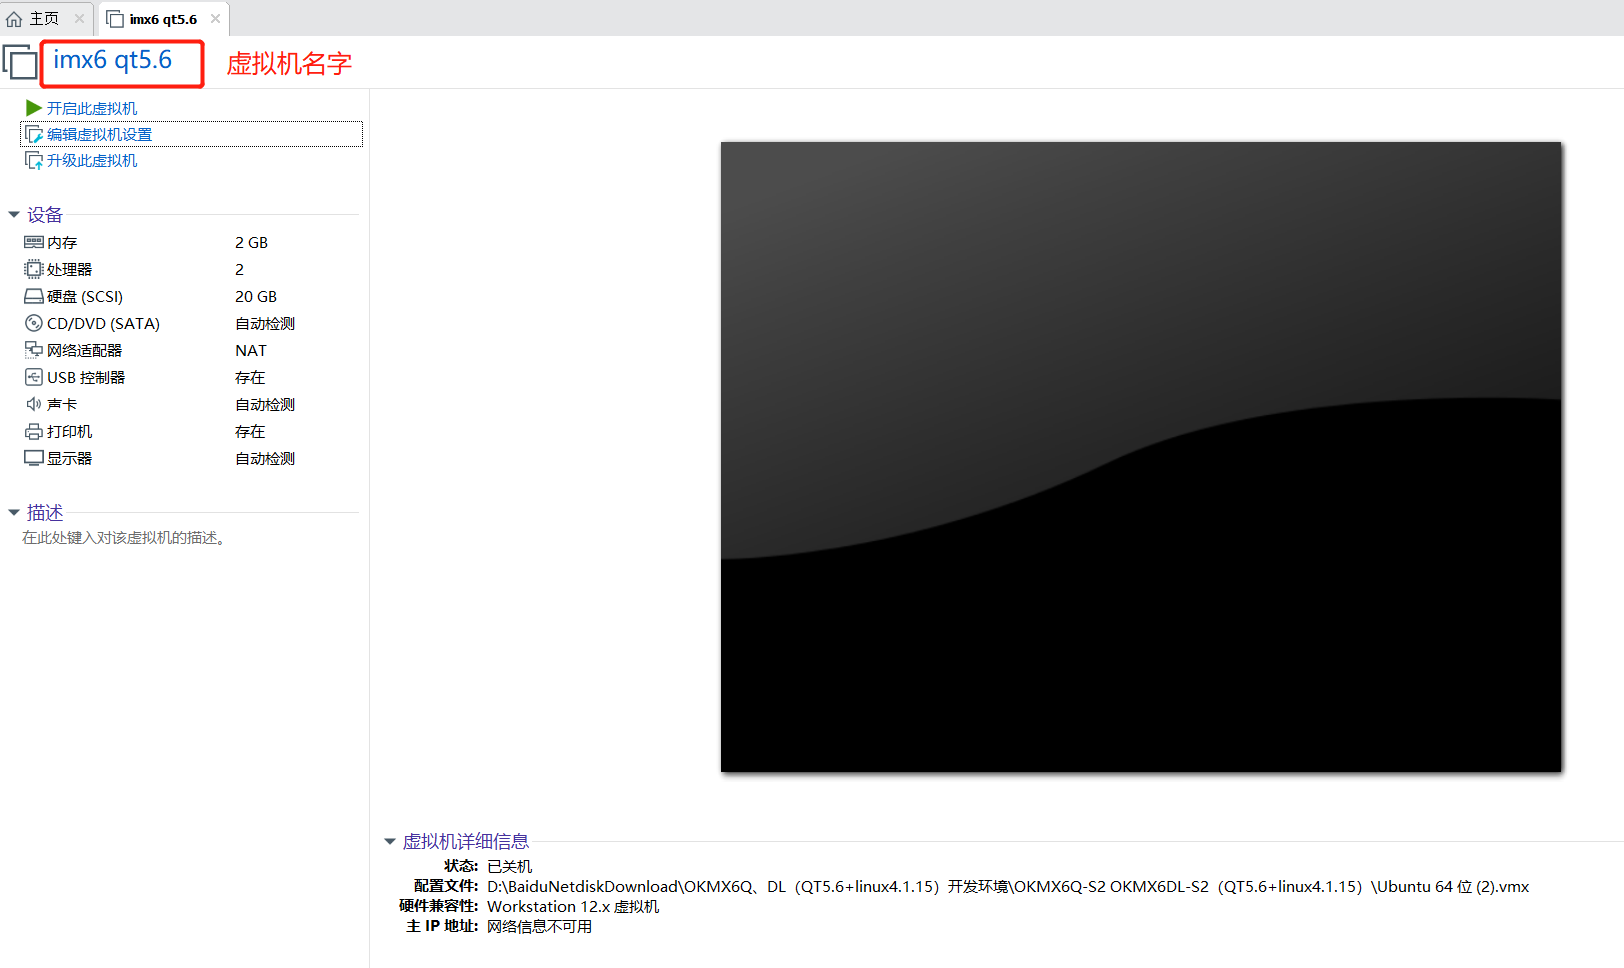 主页
imx6 qt5.6
imx6 qt5.6
虚拟机名字
开启此虚拟机
编辑虚拟机设置
升级此虚拟机
设备
内存 2 GB
处理器 2
硬盘 (SCSI) 20 GB
CD/DVD (SATA) 自动检测
网络适配器 NAT
USB 控制器 存在
声卡 自动检测
打印机 存在
显示器 自动检测
描述
在此处键入对该虚拟机的描述。
虚拟机详细信息
状态: 已关机
配置文件: D:\BaiduNetdiskDownload\OKMX6Q、DL（QT5.6+linux4.1.15）开发环境\OKMX6Q-S2 OKMX6DL-S2（QT5.6+linux4.1.15）\Ubuntu 64 位 (2).vmx
硬件兼容性: Workstation 12.x 虚拟机
主 IP 地址: 网络信息不可用